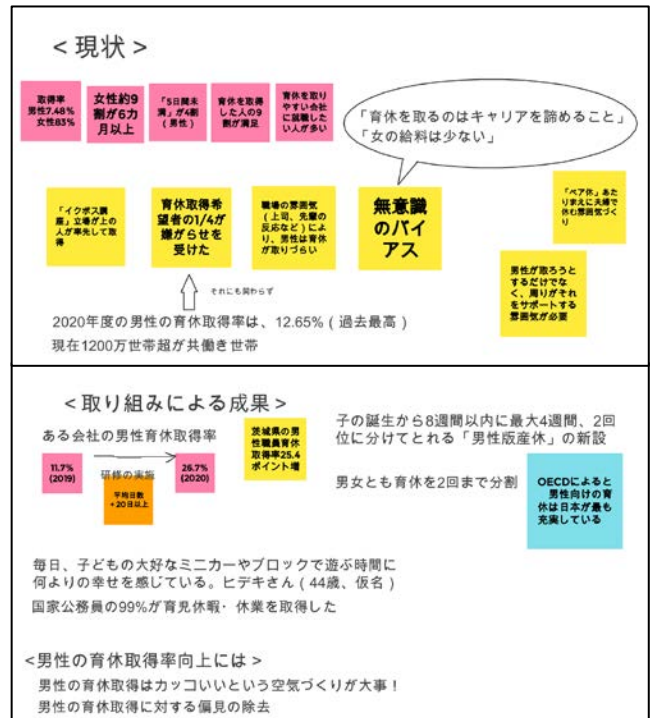 ＜現状＞
取得率
男性7.48%
女性83%
女性約9
割が6カ
月以上
「5日間未
満」が4割
（男性）
育休を取得
した人の9
割が満足
育休を取り
やすい会社
に就職した
い人が多い
「育休を取るのはキャリアを諦めること」
「女の給料は少ない」
「イクボス講
座」立場が上の
人が率先して取
得
育休取得希
望者の1/4が
嫌がらせを
受けた
職場の雰囲気
（上司、先輩の
反応など）によ
り、男性は育休
が取りづらい
無意識
のバイ
アス
「ペア休」あた
りまえに夫婦で
休む雰囲気づく
り
男性が取ろうと
するだけでな
く、周りがそれ
をサポートする
雰囲気が必要
それにも関わらず
2020年度の男性の育休取得率は、12.65%（過去最高）
現在1200万世帯超が共働き世帯
＜取り組みによる成果＞
ある会社の男性育休取得率
11.7%
(2019)
研修の実施
平均日数
+20日以上
26.7%
(2020)
茨城県の男
性職員育休
取得率25.4
ポイント増
子の誕生から8週間以内に最大4週間、2回
位に分けてとれる「男性版産休」の新設
男女とも育休を2回まで分割
OECDによると
男性向けの育
休は日本が最も
充実している
毎日、子どもの大好なミニカーやブロックで遊ぶ時間に
何よりの幸せを感じている。ヒデキさん（44歳、仮名）
国家公務員の99%が育児休暇・休業を取得した
<男性の育休取得率向上には＞
男性の育休取得はカッコいいという空気づくりが大事！
男性の育休取得に対する偏見の除去